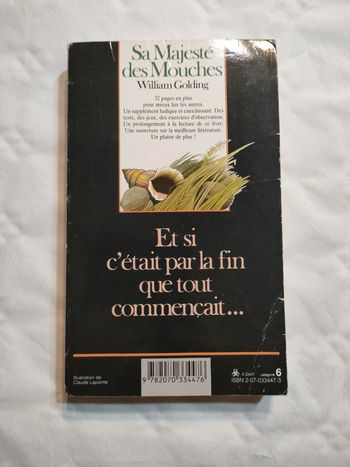 Sa Majesté
des Mouches
William Golding
32 pages en plus
pour mieux lire les autres.
Un supplément ludique et enrichissant. Des
tests, des jeux, des exercices d'observation.
Un prolongement à la lecture de ce livre.
Une ouverture sur la meilleure littérature.
Un plaisir de plus !
Et si
c'était par la fin
que tout
commençait...
Illustration de
Claude Lapointe
9 782070 334476
catégorie 6
ISBN 2-07-033447-3